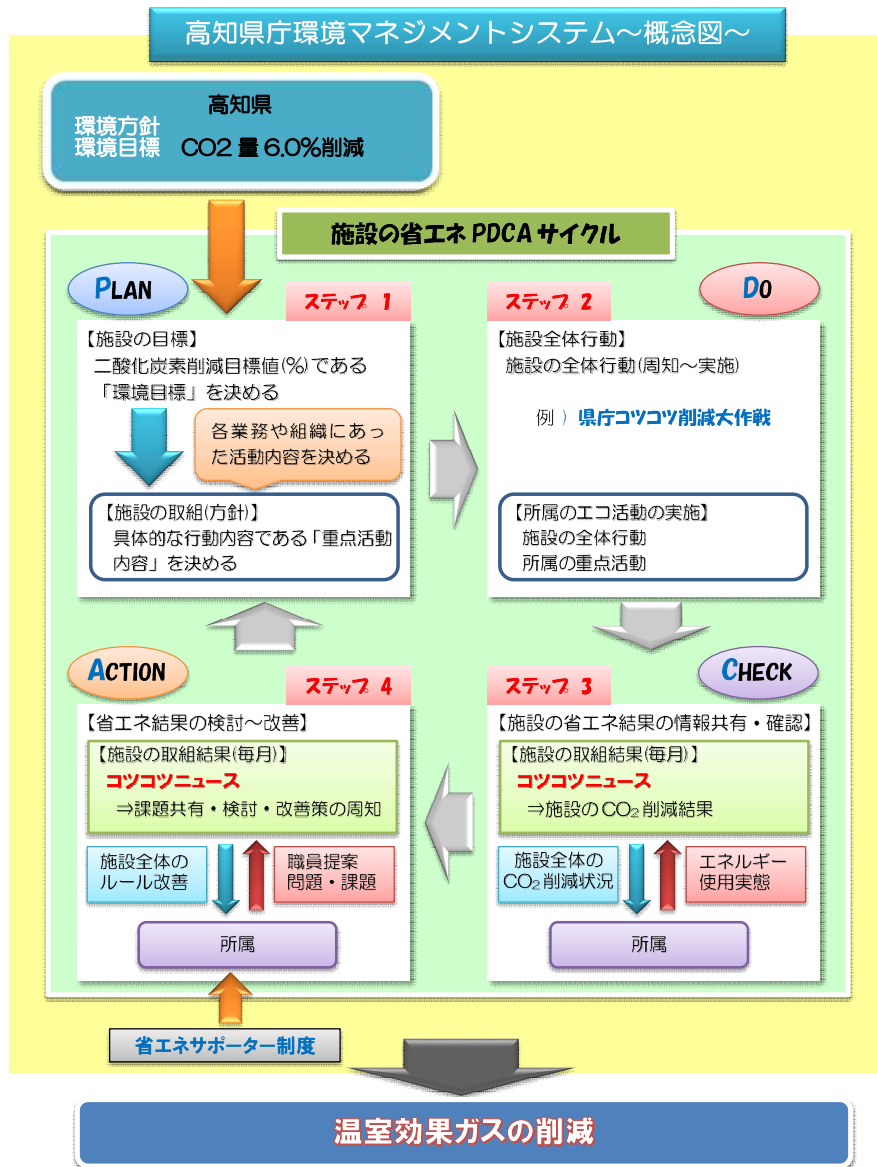 高知県庁環境マネジメントシステム～概念図～
高知県
環境方針
環境目標 CO2 量 6.0%削減
施設の省エネ PDCA サイクル
PLAN
ステップ 1
【施設の目標】
二酸化炭素削減目標値(%)である
「環境目標」を決める
各業務や組織にあっ
た活動内容を決める
【施設の取組(方針)】
具体的な行動内容である「重点活動
内容」を決める
ステップ 2
DO
【施設全体行動】
施設の全体行動(周知～実施)
例 ) 県庁コツコツ削減大作戦
【所属のエコ活動の実施】
施設の全体行動
所属の重点活動
ACTION
ステップ 4
【省エネ結果の検討～改善】
【施設の取組結果(毎月)】
コツコツニュース
⇒課題共有・検討・改善策の周知
施設全体の
ルール改善
職員提案
問題・課題
所属
ステップ 3
CHECK
【施設の省エネ結果の情報共有・確認】
【施設の取組結果(毎月)】
コツコツニュース
⇒施設のCO₂削減結果
施設全体の
CO₂削減状況
エネルギー
使用実態
所属
省エネサポーター制度
温室効果ガスの削減